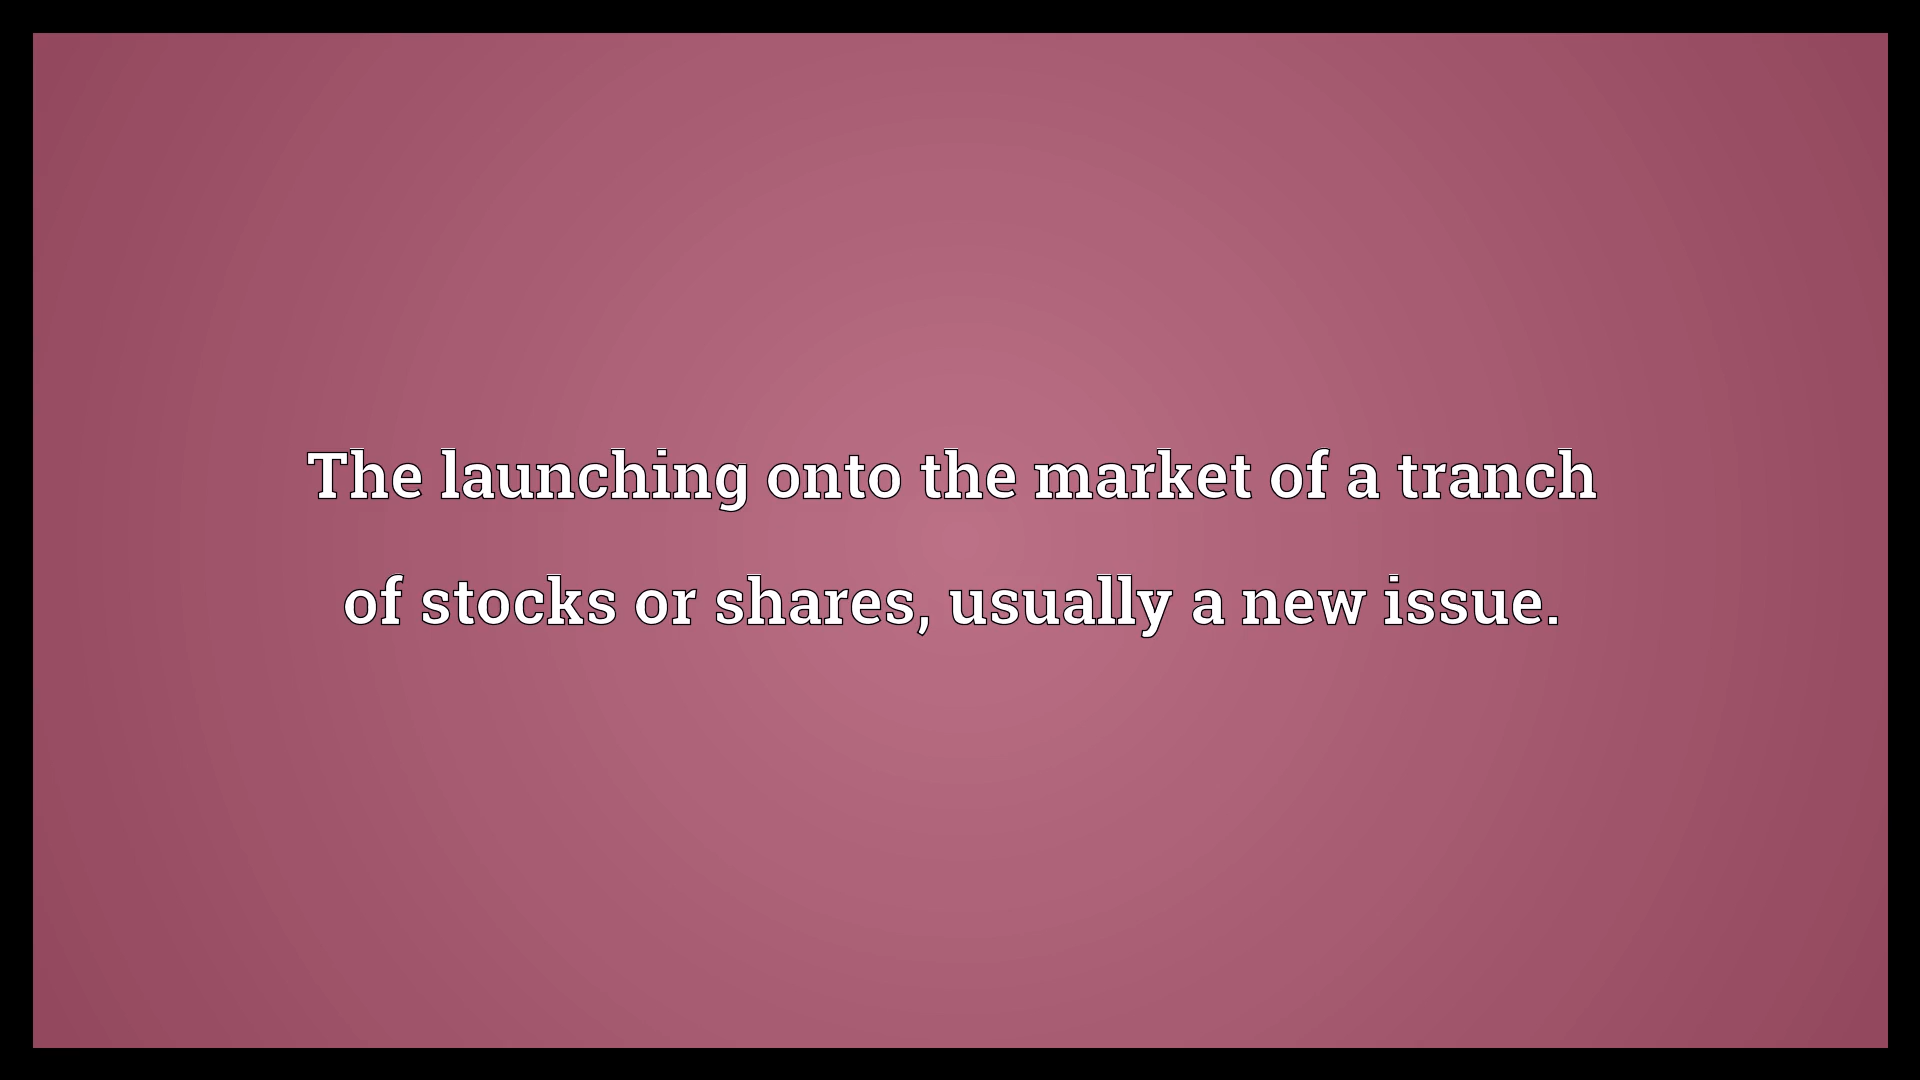 The launching onto the market of a tranch
of stocks or shares, usually a new issue.